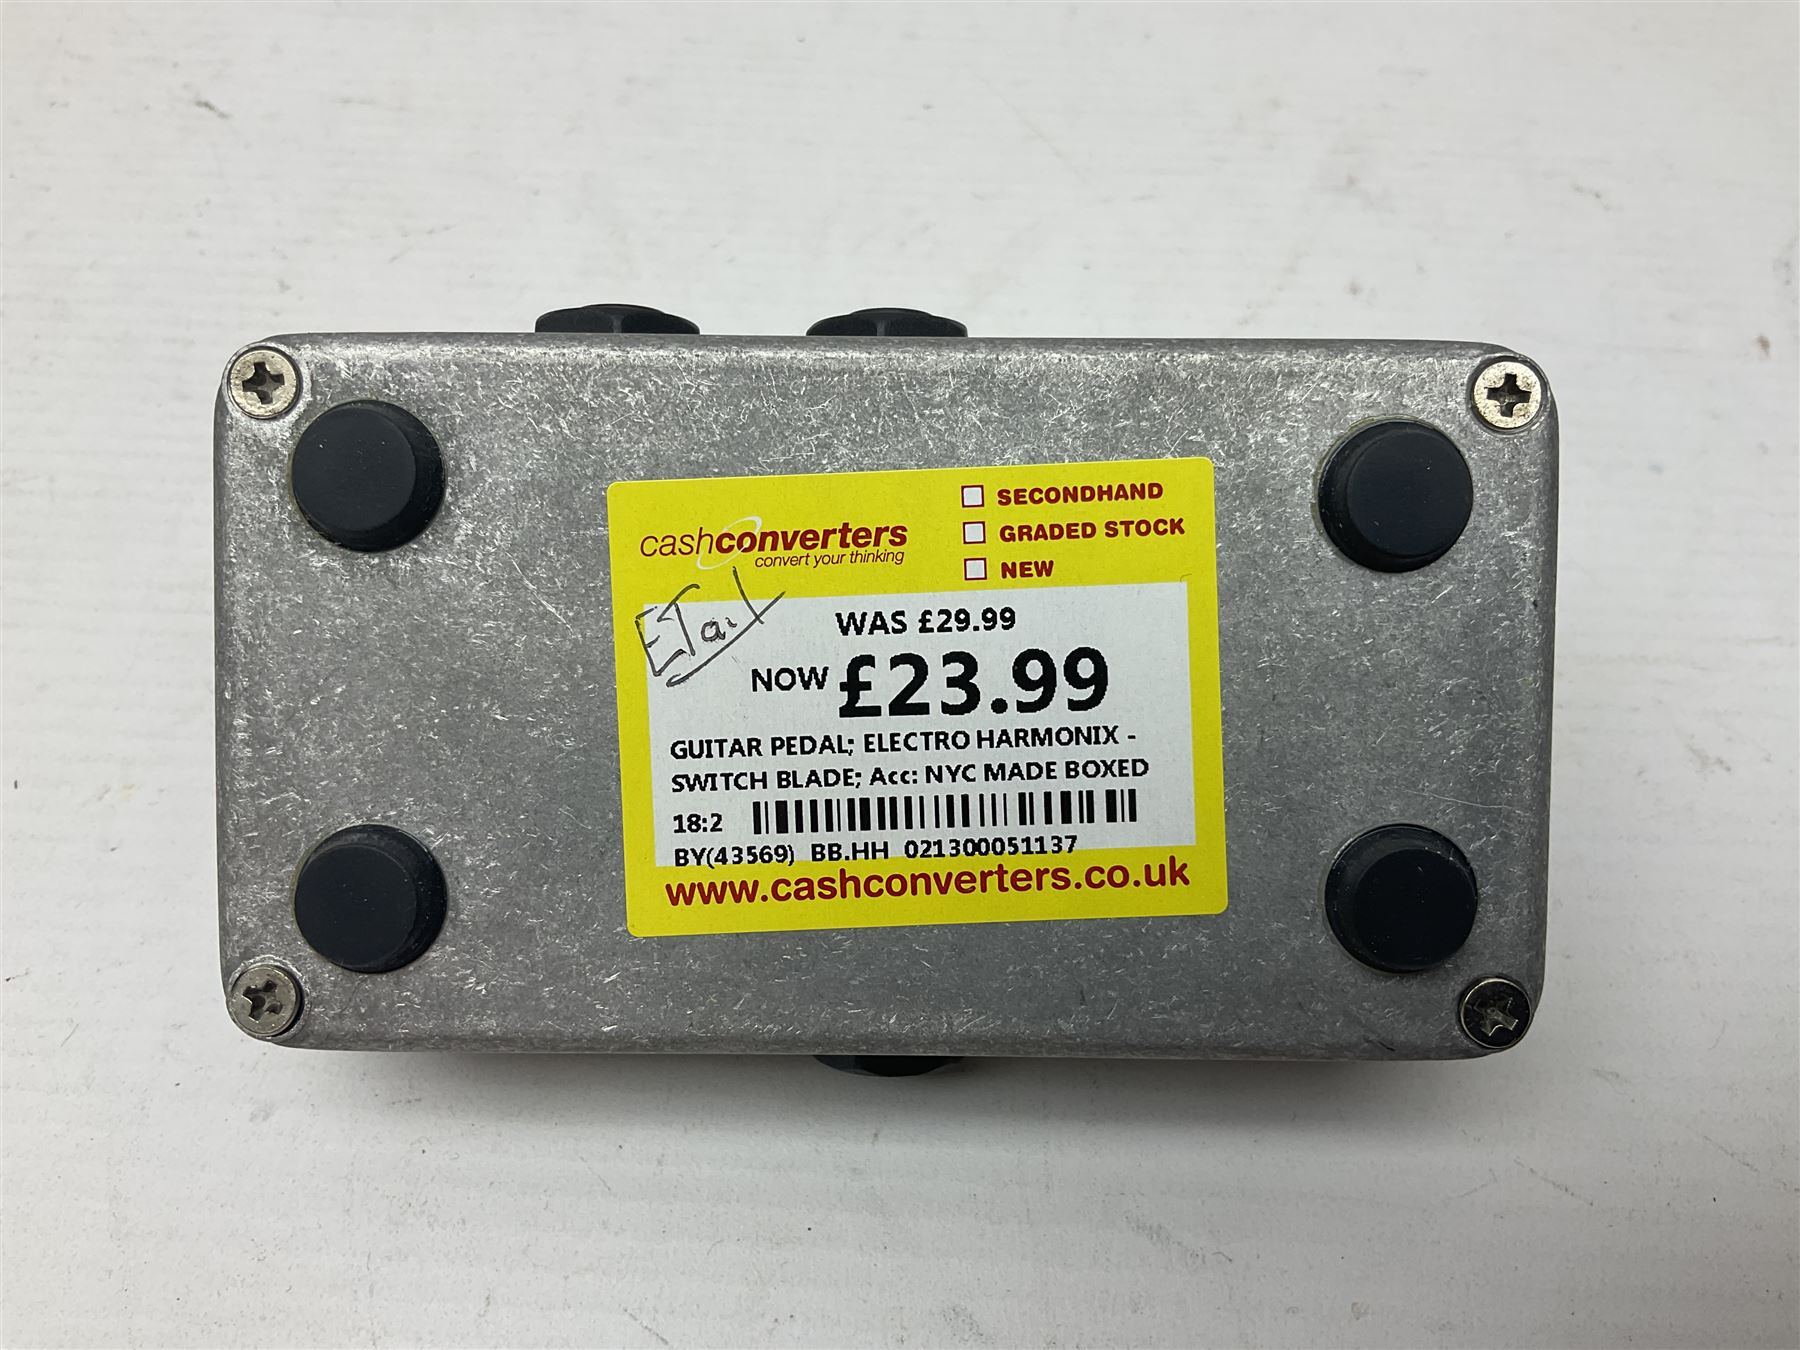 cashconverters
convert your thinking
SECONDHAND
GRADED STOCK
NEW
ETail
WAS £29.99
NOW £23.99
GUITAR PEDAL; ELECTRO HARMONIX -
SWITCH BLADE; Acc: NYC MADE BOXED
18:2
BY(43569) BB.HH 021300051137
www.cashconverters.co.uk